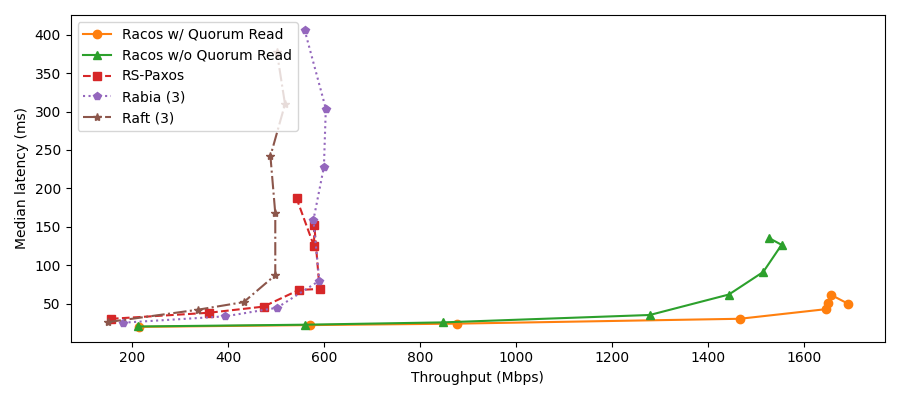 400
350
300
250
200
150
100
50
Median latency (ms)
Racos w/ Quorum Read
Racos w/o Quorum Read
RS-Paxos
Rabia (3)
Raft (3)
200 400 600 800 1000 1200 1400 1600
Throughput (Mbps)